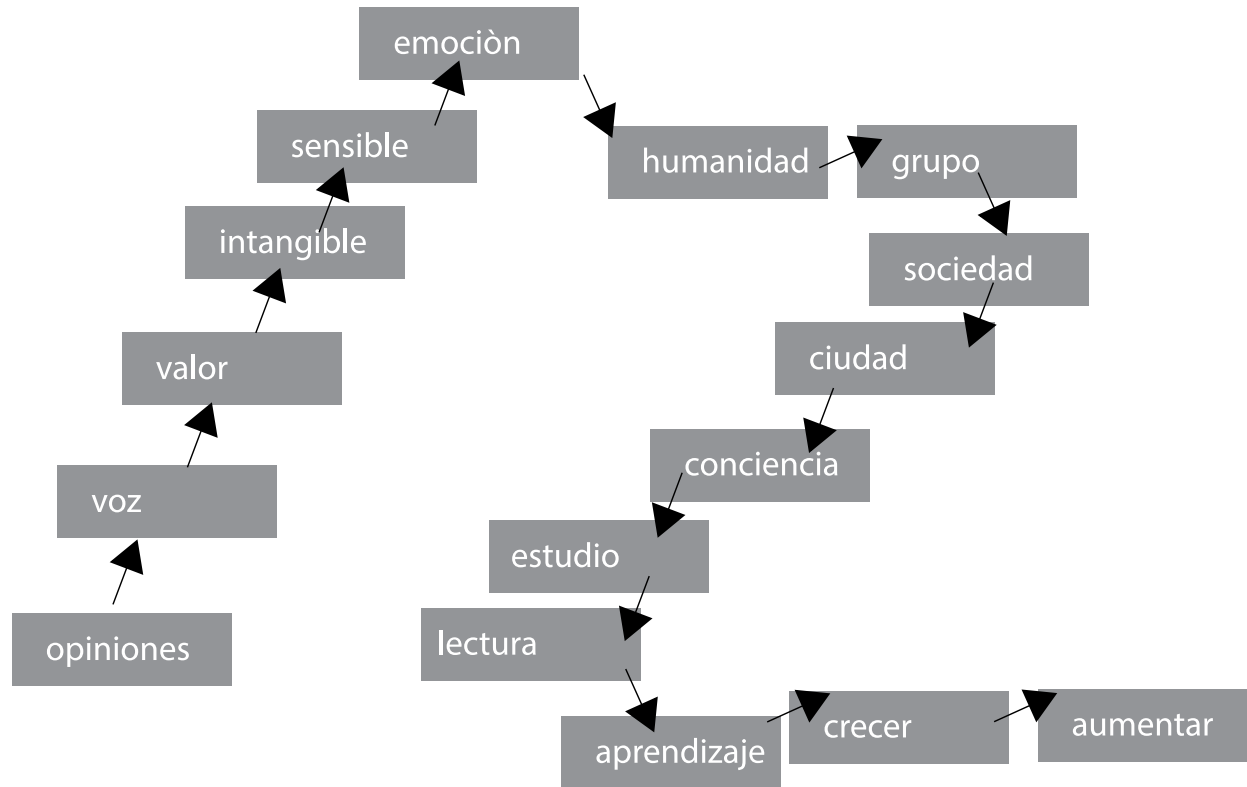 opiniones
voz
valor
intangible
sensible
emociòn
humanidad
grupo
sociedad
ciudad
conciencia
estudio
lectura
aprendizaje
crecer
aumentar